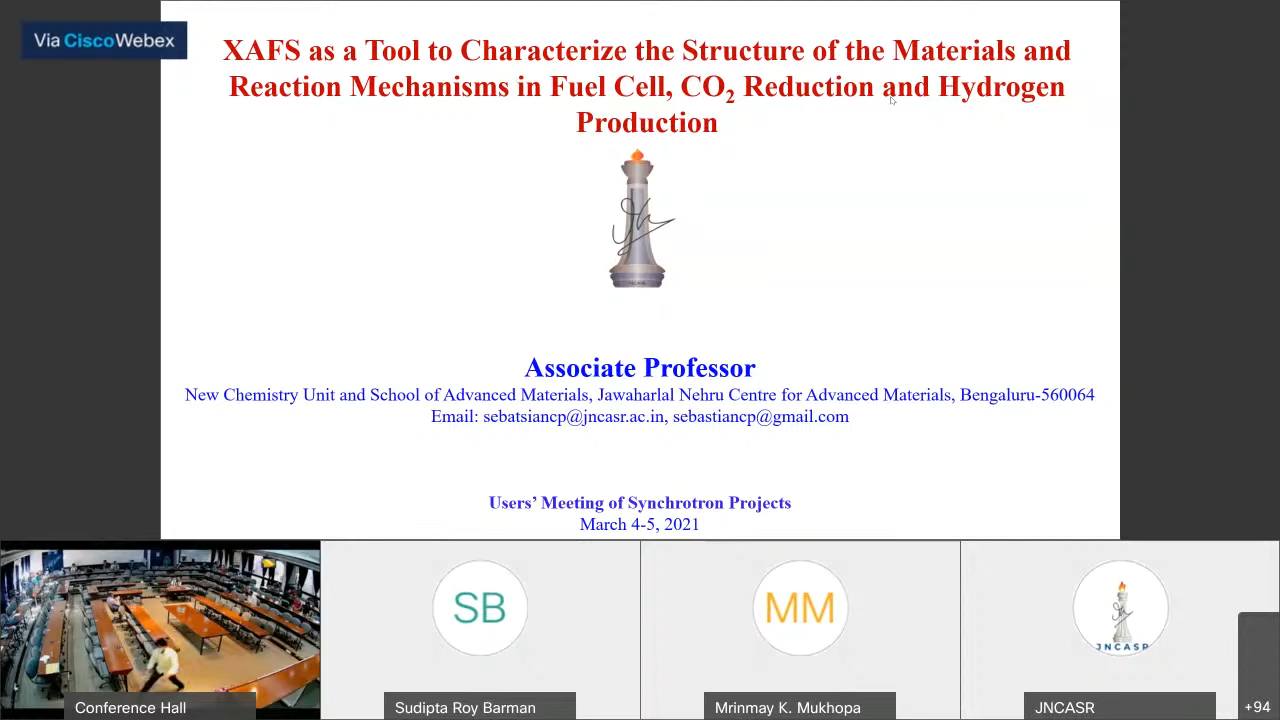 Via Cisco Webex
XAFS as a Tool to Characterize the Structure of the Materials and
Reaction Mechanisms in Fuel Cell, CO₂ Reduction and Hydrogen
Production
Associate Professor
New Chemistry Unit and School of Advanced Materials, Jawaharlal Nehru Centre for Advanced Materials, Bengaluru-560064
Email: sebatsiancp@jncasr.ac.in, sebastiancp@gmail.com
Users’ Meeting of Synchrotron Projects
March 4-5, 2021
SB
MM
JNCASR
Conference Hall
Sudipta Roy Barman
Mrinmay K. Mukhopa
JNCASR
+94